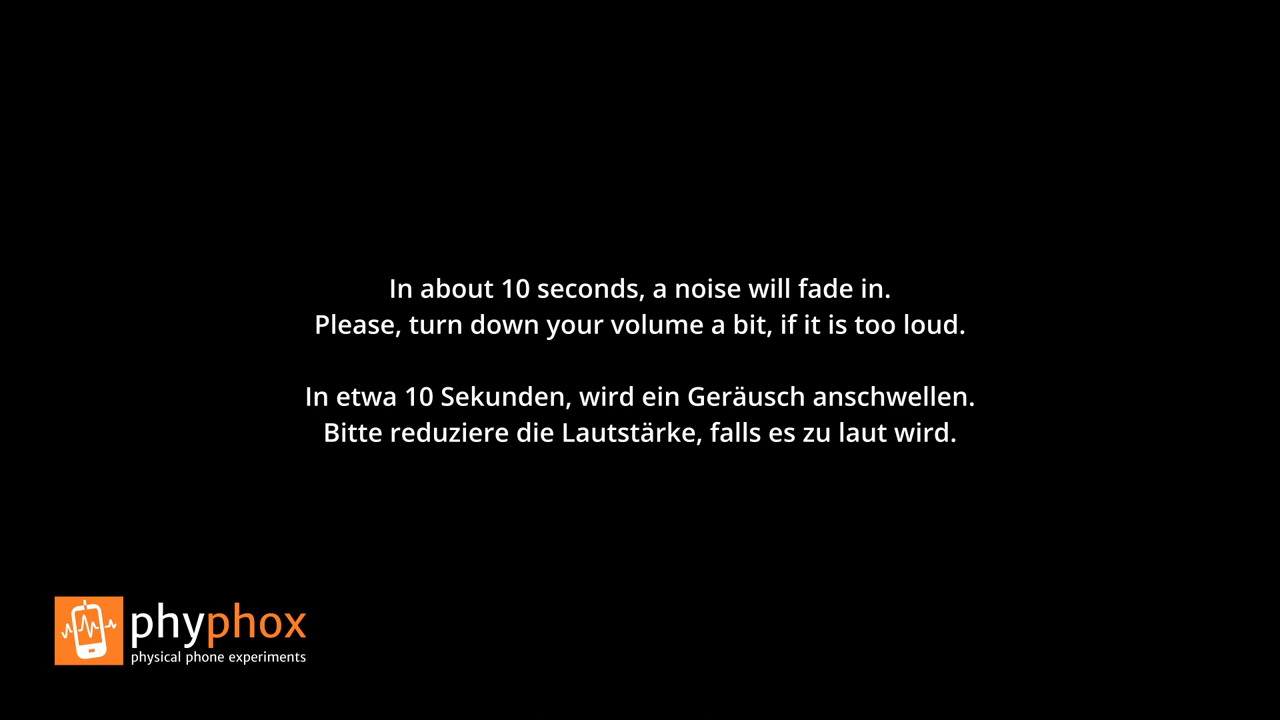 In about 10 seconds, a noise will fade in.
Please, turn down your volume a bit, if it is too loud.
In etwa 10 Sekunden, wird ein Geräusch anschwellen.
Bitte reduziere die Lautstärke, falls es zu laut wird.
phyphox
physical phone experiments